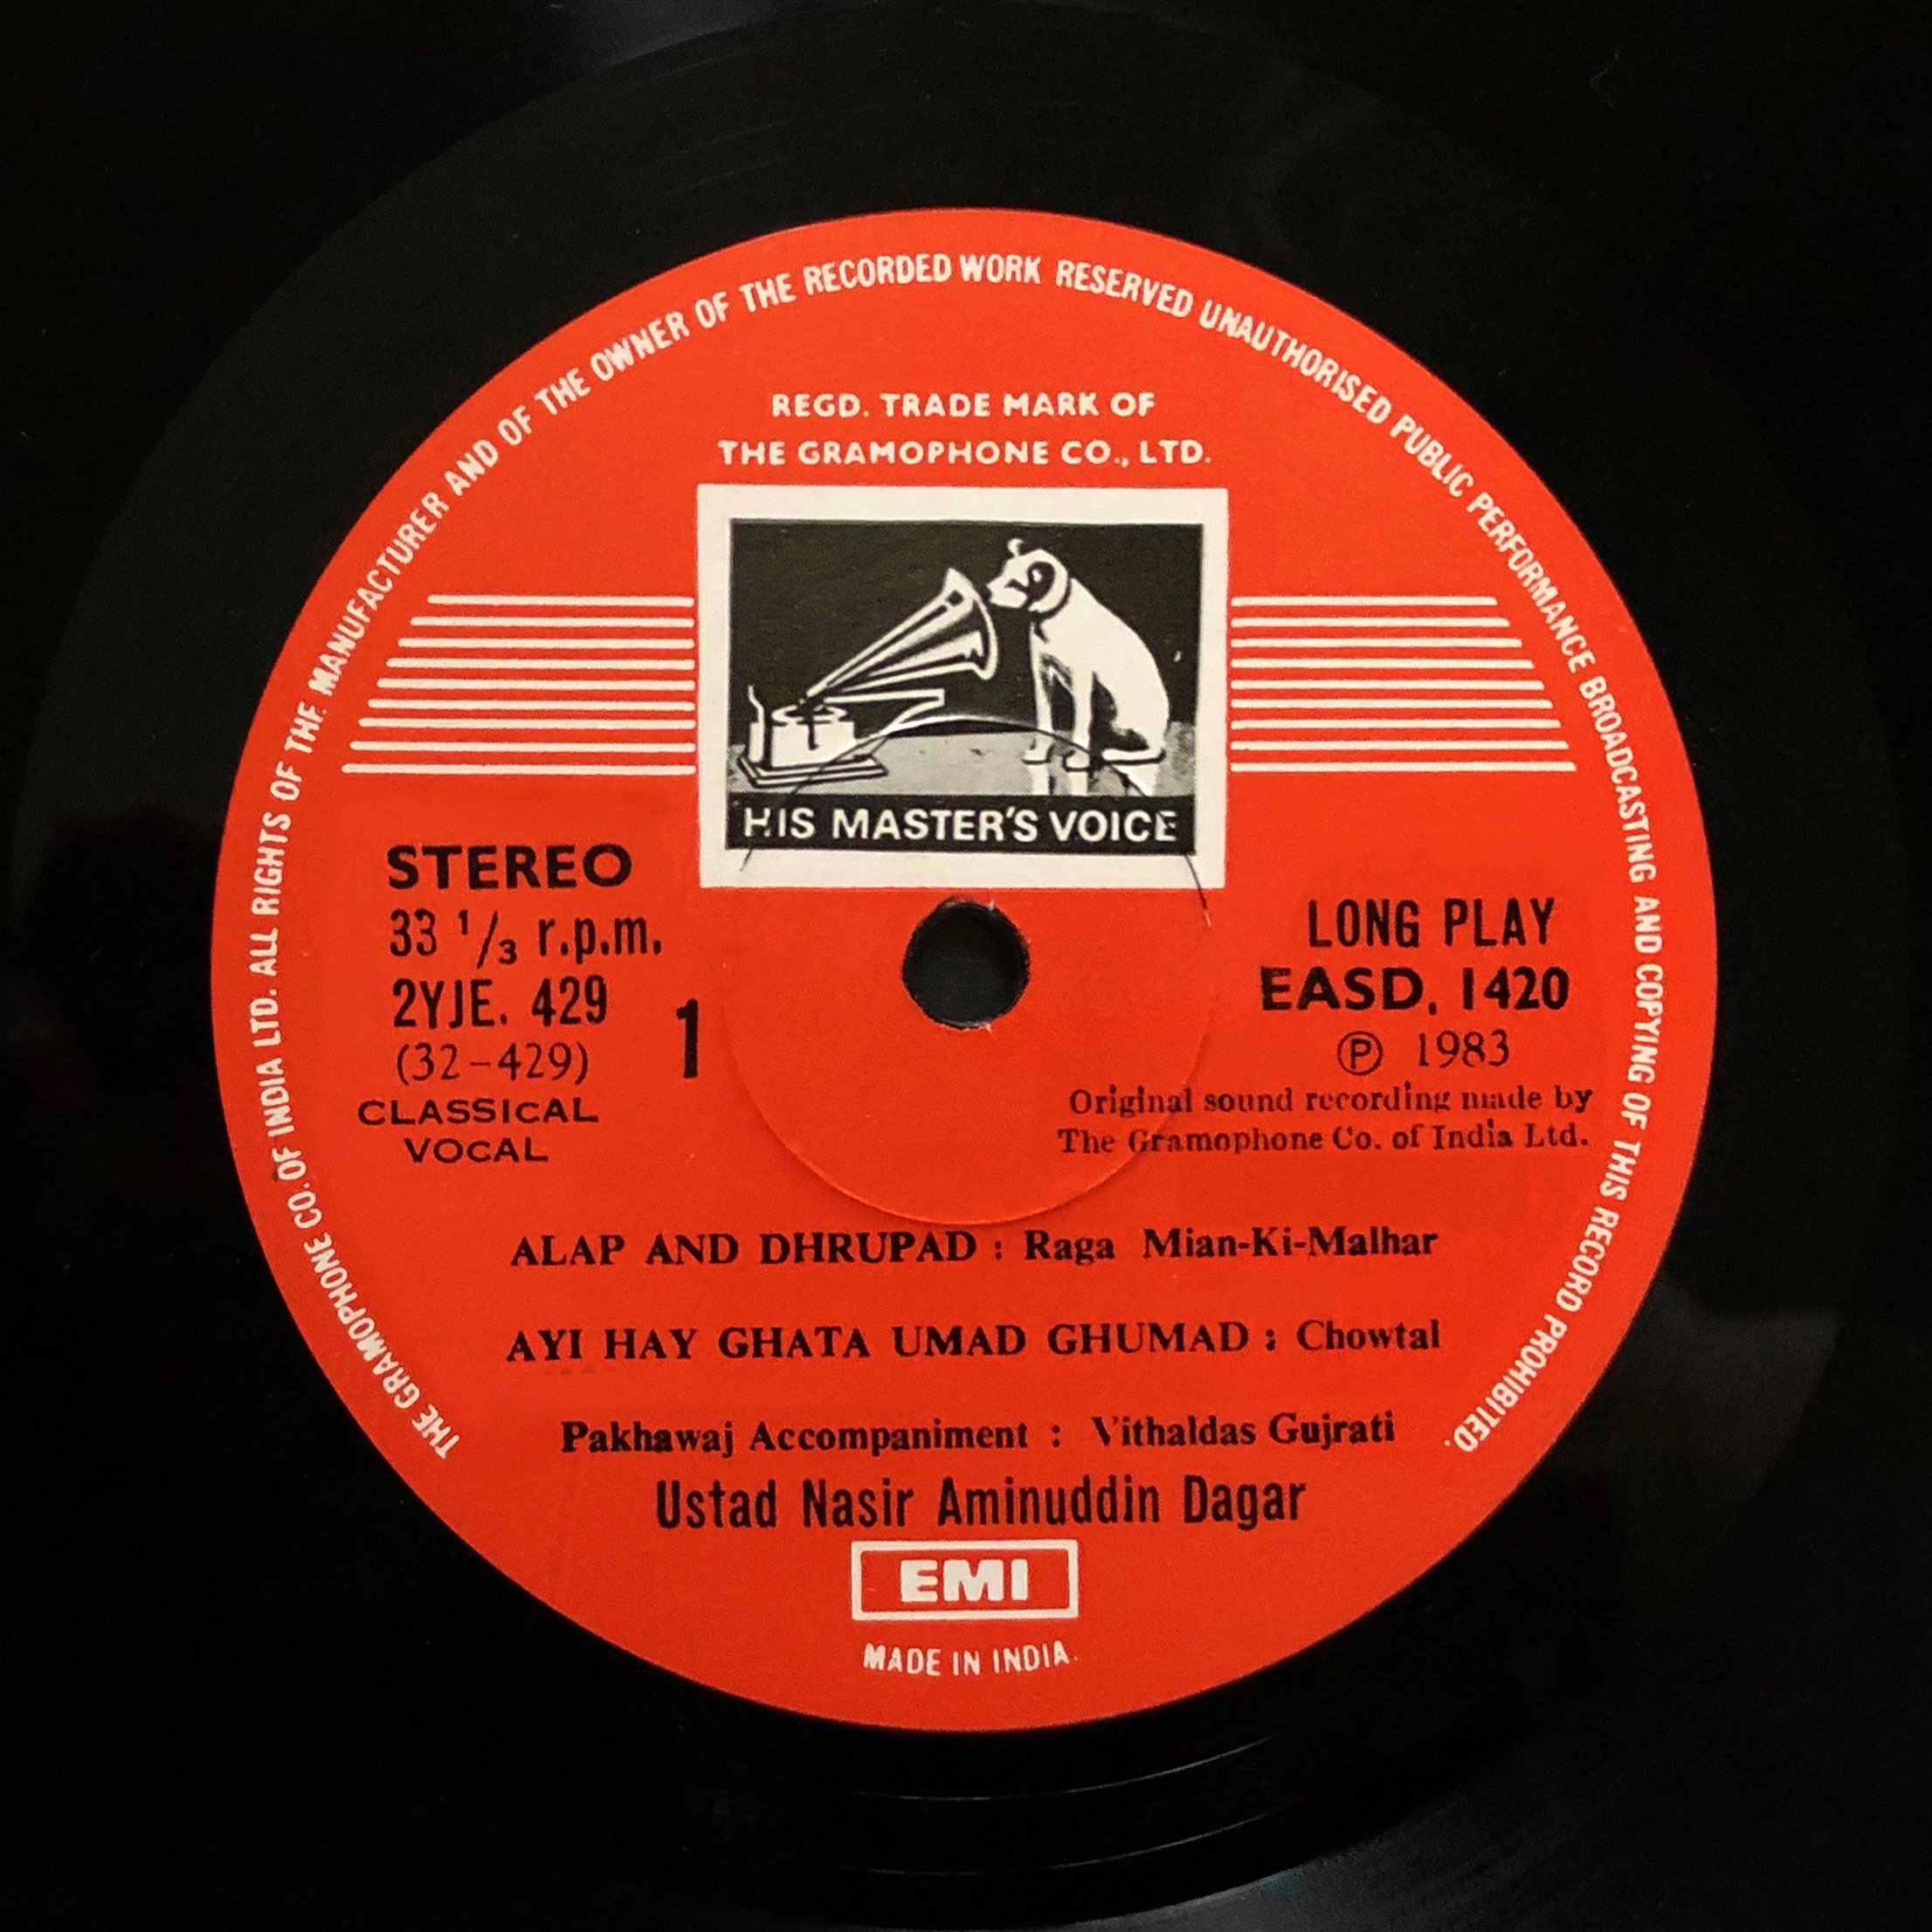 THE GRAMOPHONE CO. OF INDIA LTD. ALL RIGHTS OF THE MANUFACTURER AND OF THE OWNER OF THE RECORDED WORK RESERVED UNAUTHORISED PUBLIC PERFORMANCE BROADCASTING AND COPYING OF THIS RECORD PROHIBITED.
REGD. TRADE MARK OF
THE GRAMOPHONE CO., LTD.
HIS MASTER'S VOICE
STEREO
33 1/3 r.p.m.
2YJE. 429
(32-429)
CLASSICAL
VOCAL
1
LONG PLAY
EASD. 1420
℗ 1983
Original sound recording made by
The Gramophone Co. of India Ltd.
ALAP AND DHRUPAD : Raga Mian-Ki-Malhar
AYI HAY GHATA UMAD GHUMAD : Chowtal
Pakhawaj Accompaniment : Vithaldas Gujrati
Ustad Nasir Aminuddin Dagar
EMI
MADE IN INDIA.